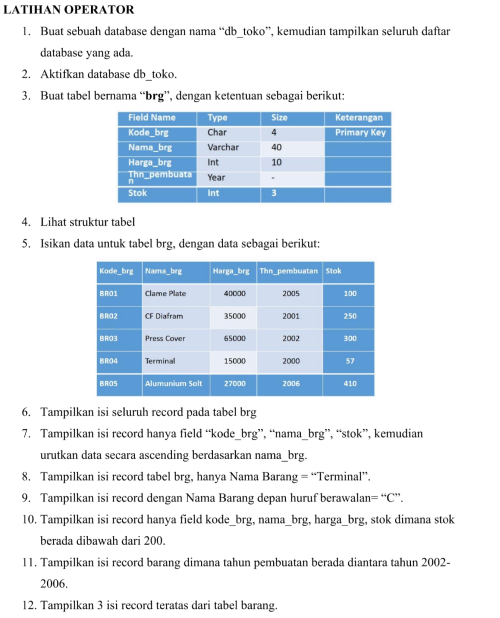 LATIHAN OPERATOR
1. Buat sebuah database dengan nama “db_toko”, kemudian tampilkan seluruh daftar
database yang ada.
2. Aktifkan database db_toko.
3. Buat tabel bernama “brg”, dengan ketentuan sebagai berikut:
Field Name Type Size Keterangan
Kode_brg Char 4 Primary Key
Nama_brg Varchar 40
Harga_brg Int 10
Thn_pembuata
n Year -
Stok Int 3
4. Lihat struktur tabel
5. Isikan data untuk tabel brg, dengan data sebagai berikut:
Kode_brg Nama_brg Harga_brg Thn_pembuatan Stok
BR01 Clame Plate 40000 2005 100
BR02 CF Diafram 35000 2001 250
BR03 Press Cover 65000 2002 300
BR04 Terminal 15000 2000 57
BR05 Alumunium Solt 27000 2006 410
6. Tampilkan isi seluruh record pada tabel brg
7. Tampilkan isi record hanya field “kode_brg”, “nama_brg”, “stok”, kemudian
urutkan data secara ascending berdasarkan nama_brg.
8. Tampilkan isi record tabel brg, hanya Nama Barang = “Terminal”.
9. Tampilkan isi record dengan Nama Barang depan huruf berawalan= “C”.
10. Tampilkan isi record hanya field kode_brg, nama_brg, harga_brg, stok dimana stok
berada dibawah dari 200.
11. Tampilkan isi record barang dimana tahun pembuatan berada diantara tahun 2002-
2006.
12. Tampilkan 3 isi record teratas dari tabel barang.